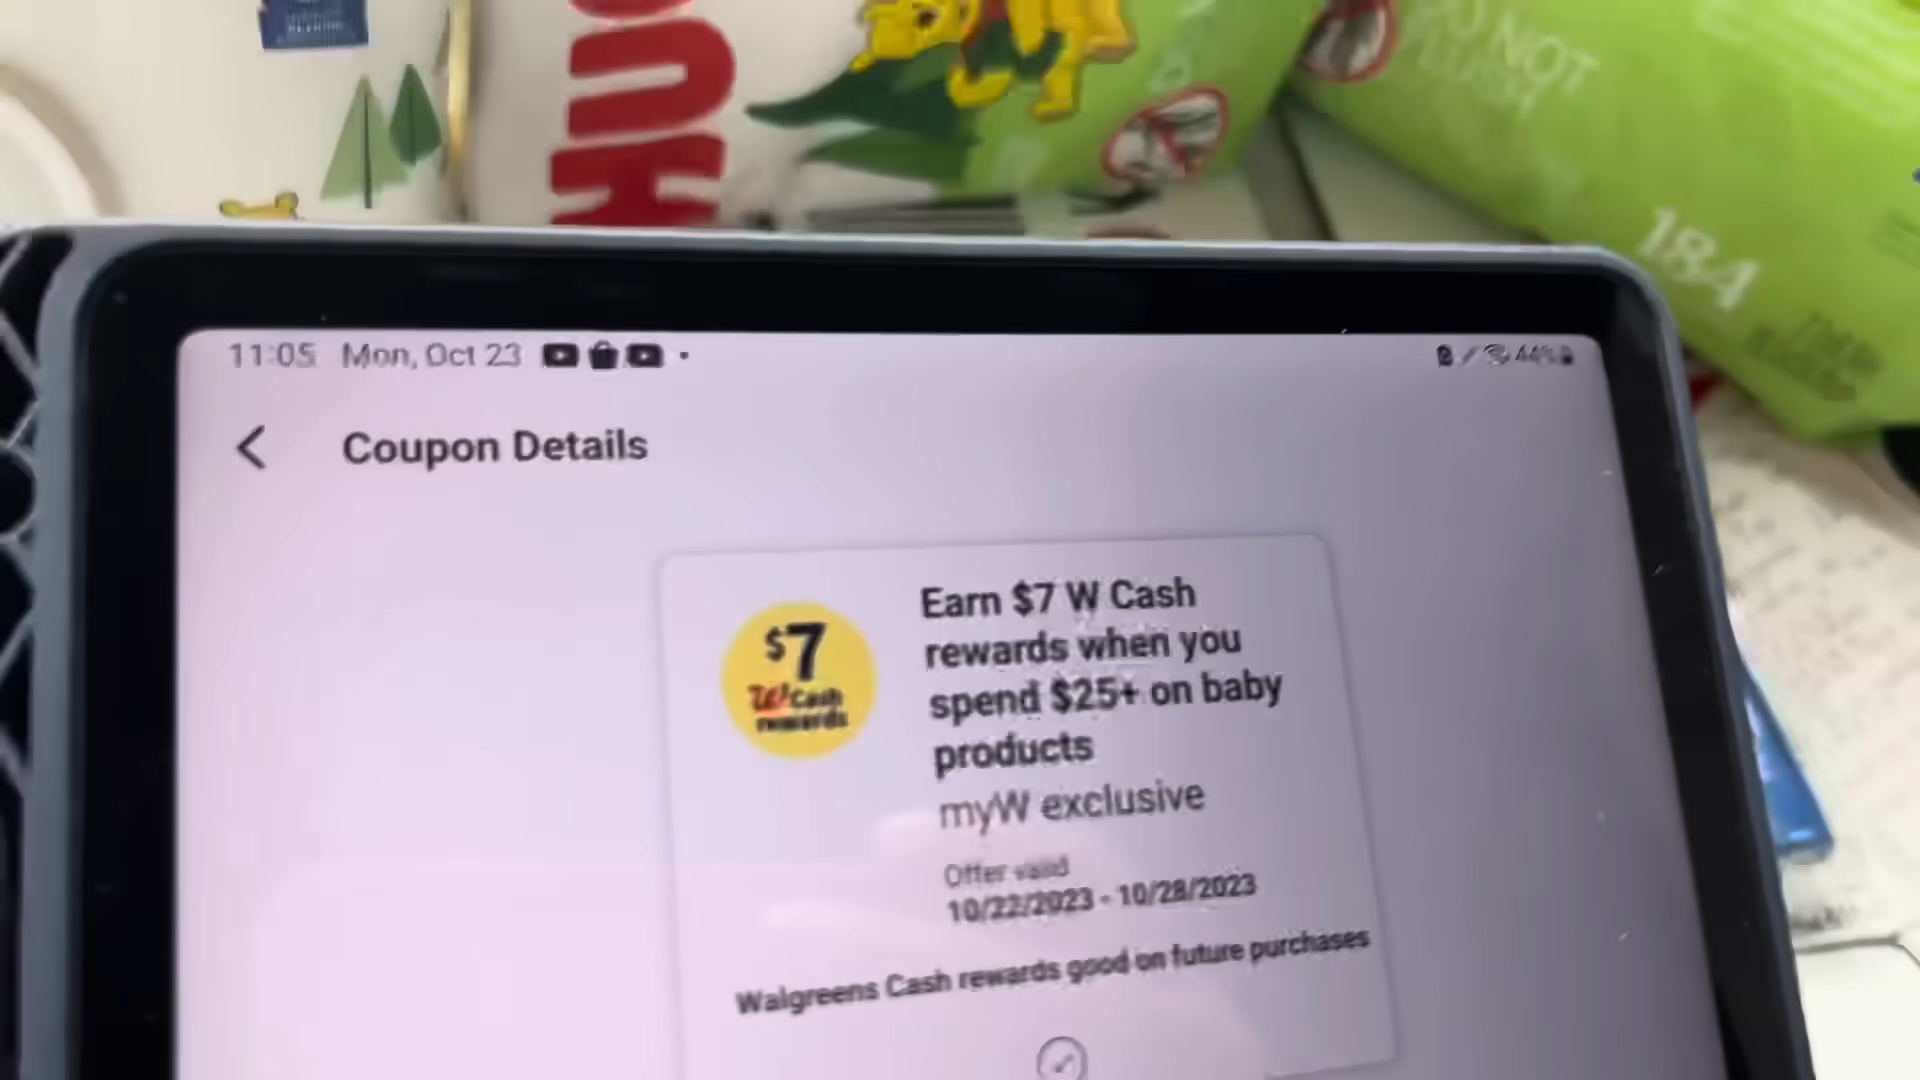 DO NOT
FLUSH
184
11:05 Mon, Oct 23
44%
Coupon Details
$7
W Cash
rewards
Earn $7 W Cash
rewards when you
spend $25+ on baby
products
myW exclusive
Offer valid
10/22/2023 - 10/28/2023
Walgreens Cash rewards good on future purchases